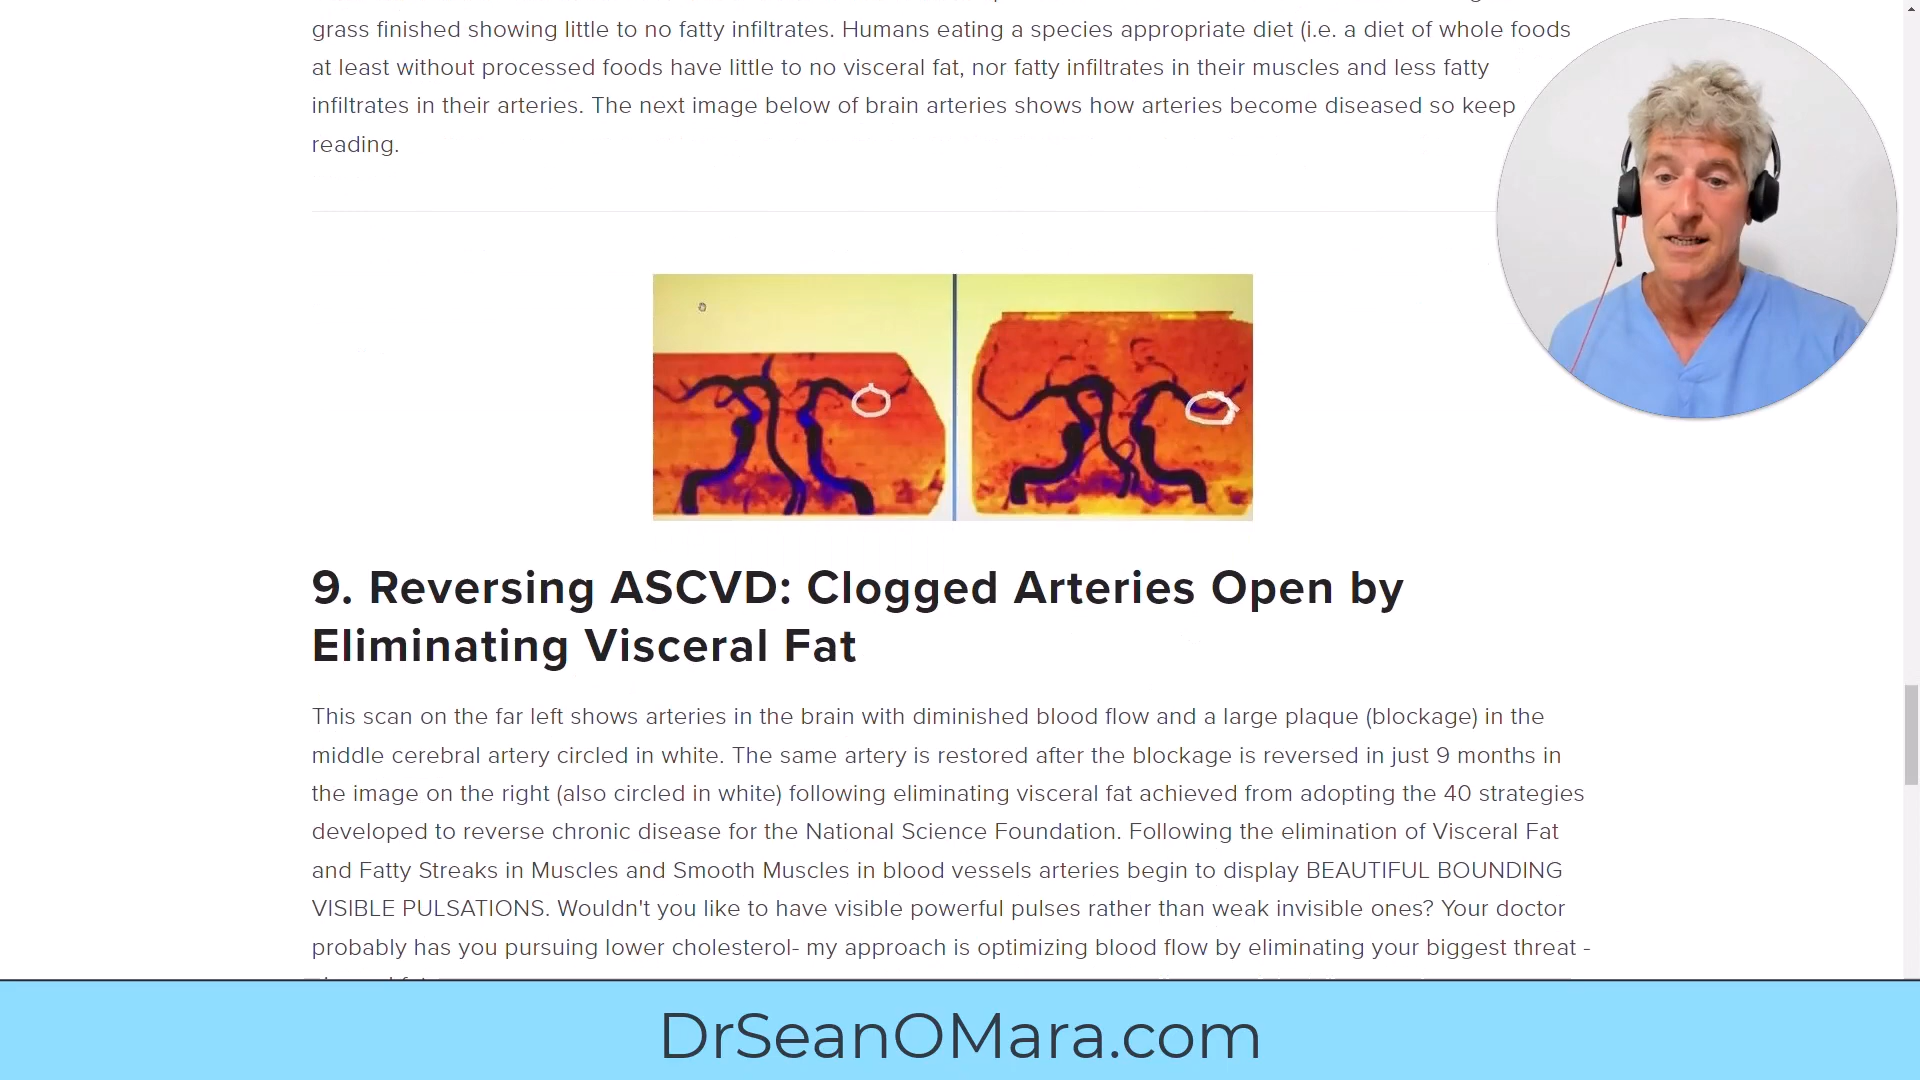 grass finished showing little to no fatty infiltrates. Humans eating a species appropriate diet (i.e. a diet of whole foods
at least without processed foods have little to no visceral fat, nor fatty infiltrates in their muscles and less fatty
infiltrates in their arteries. The next image below of brain arteries shows how arteries become diseased so keep
reading.
9. Reversing ASCVD: Clogged Arteries Open by
Eliminating Visceral Fat
This scan on the far left shows arteries in the brain with diminished blood flow and a large plaque (blockage) in the
middle cerebral artery circled in white. The same artery is restored after the blockage is reversed in just 9 months in
the image on the right (also circled in white) following eliminating visceral fat achieved from adopting the 40 strategies
developed to reverse chronic disease for the National Science Foundation. Following the elimination of Visceral Fat
and Fatty Streaks in Muscles and Smooth Muscles in blood vessels arteries begin to display BEAUTIFUL BOUNDING
VISIBLE PULSATIONS. Wouldn't you like to have visible powerful pulses rather than weak invisible ones? Your doctor
probably has you pursuing lower cholesterol- my approach is optimizing blood flow by eliminating your biggest threat -
DrSeanOMara.com